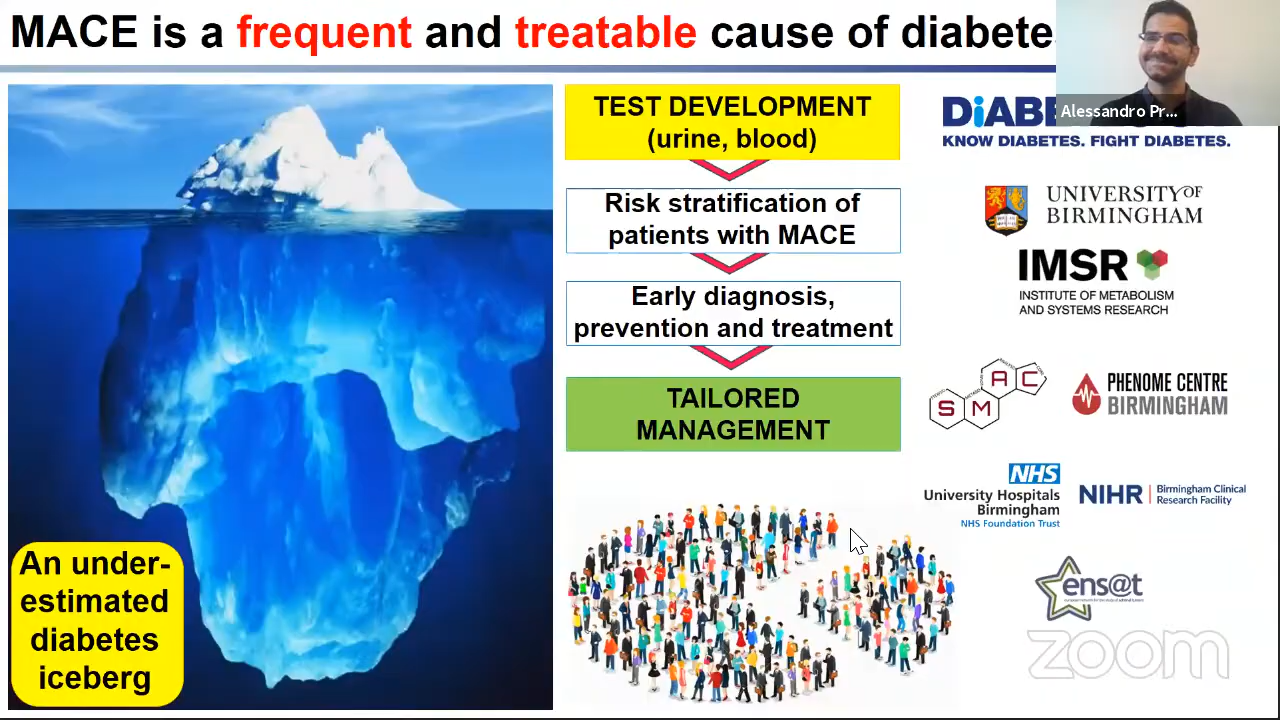 MACE is a frequent and treatable cause of diabete
Alessandro Pr...
TEST DEVELOPMENT
(urine, blood)
Risk stratification of
patients with MACE
Early diagnosis,
prevention and treatment
TAILORED
MANAGEMENT
An under-
estimated
diabetes
iceberg
KNOW DIABETES. FIGHT DIABETES.
UNIVERSITY OF
BIRMINGHAM
IMSR
INSTITUTE OF METABOLISM
AND SYSTEMS RESEARCH
S M A C
PHENOME CENTRE
BIRMINGHAM
NHS
University Hospitals
Birmingham
NHS Foundation Trust
NIHR | Birmingham Clinical
Research Facility
ens@t
zoom